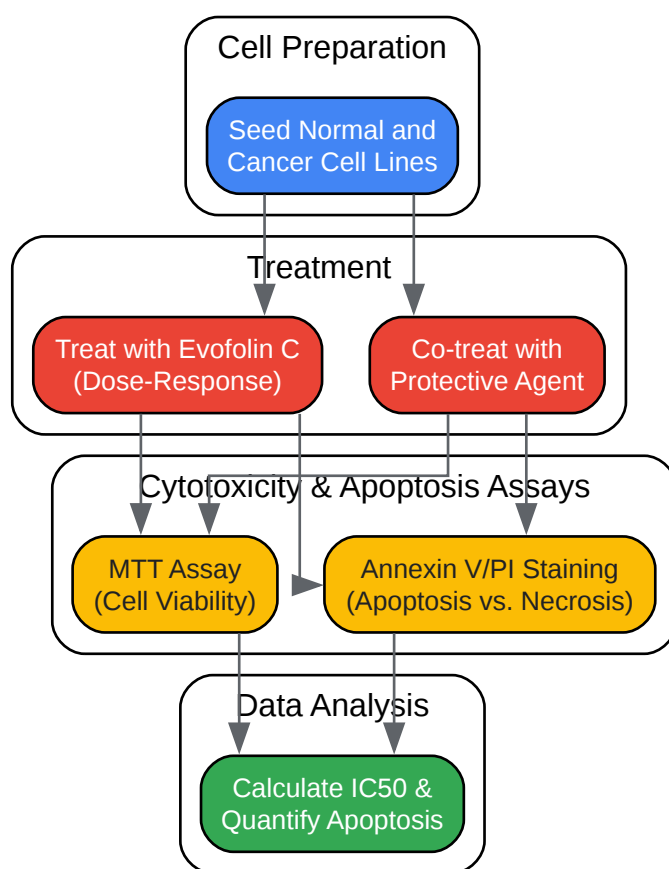 Cell Preparation
Seed Normal and
Cancer Cell Lines
Treatment
Treat with Evofolin C
(Dose-Response)
Co-treat with
Protective Agent
Cytotoxicity & Apoptosis Assays
MTT Assay
(Cell Viability)
Annexin V/PI Staining
(Apoptosis vs. Necrosis)
Data Analysis
Calculate IC50 &
Quantify Apoptosis